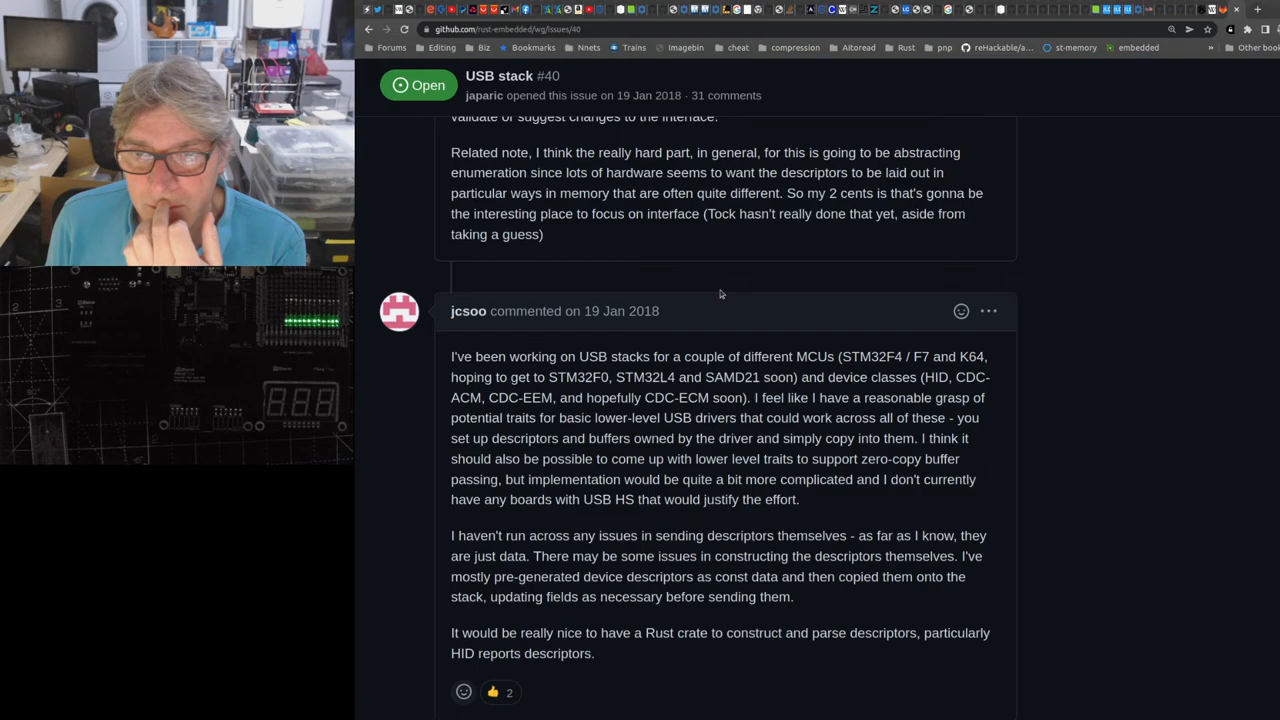 github.com/rust-embedded/wg/issues/40
Forums Editing Biz Bookmarks Nnets Trains Imagebin cheat compression Aitoread Rust pnp rehackable/a... st-memory embedded » Other book
Open
USB stack #40
japaric opened this issue on 19 Jan 2018 · 31 comments
validate or suggest changes to the interface.
Related note, I think the really hard part, in general, for this is going to be abstracting
enumeration since lots of hardware seems to want the descriptors to be laid out in
particular ways in memory that are often quite different. So my 2 cents is that's gonna be
the interesting place to focus on interface (Tock hasn't really done that yet, aside from
taking a guess)
jcsoo commented on 19 Jan 2018
I've been working on USB stacks for a couple of different MCUs (STM32F4 / F7 and K64,
hoping to get to STM32F0, STM32L4 and SAMD21 soon) and device classes (HID, CDC-
ACM, CDC-EEM, and hopefully CDC-ECM soon). I feel like I have a reasonable grasp of
potential traits for basic lower-level USB drivers that could work across all of these - you
set up descriptors and buffers owned by the driver and simply copy into them. I think it
should also be possible to come up with lower level traits to support zero-copy buffer
passing, but implementation would be quite a bit more complicated and I don't currently
have any boards with USB HS that would justify the effort.
I haven't run across any issues in sending descriptors themselves - as far as I know, they
are just data. There may be some issues in constructing the descriptors themselves. I've
mostly pre-generated device descriptors as const data and then copied them onto the
stack, updating fields as necessary before sending them.
It would be really nice to have a Rust crate to construct and parse descriptors, particularly
HID reports descriptors.
2